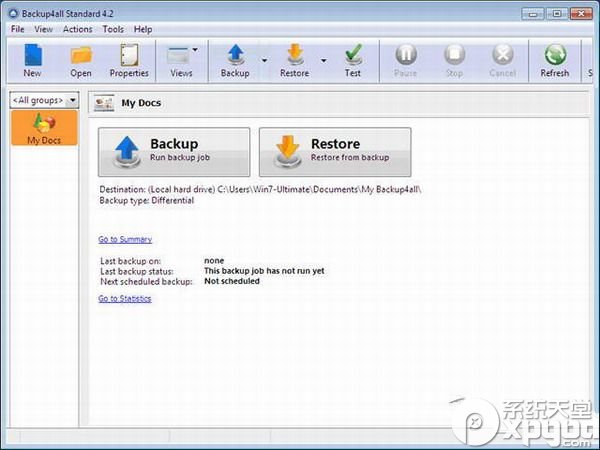 Backup4all Standard 4.2
File View Actions Tools Help
New Open Properties Views Backup Restore Test Pause Stop Cancel Refresh S
<All groups> My Docs
My Docs
Backup Restore
Run backup job Restore from backup
Destination: (Local hard drive) C:\Users\Win7-Ultimate\Documents\My Backup4all\
Backup type: Differential
Go to Summary
Last backup on: none
Last backup status: This backup job has not run yet
Next scheduled backup: Not scheduled
Go to Statistics
系统天堂